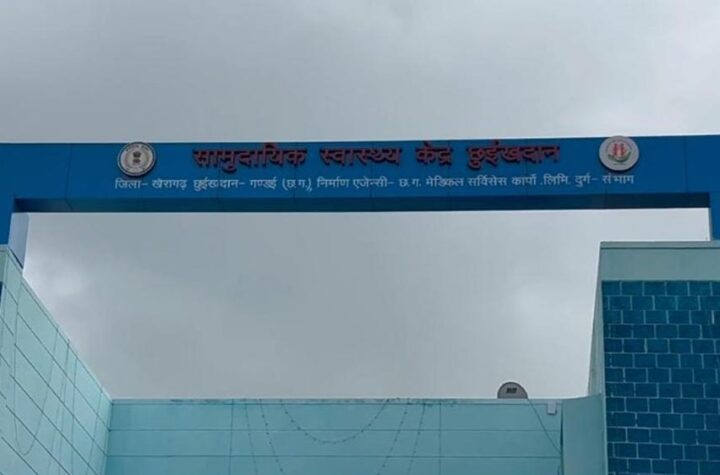 सामुदायिक स्वास्थ्य केंद्र छुईखदान
जिला- खैरागढ़ छुईखदान- गण्डई (छ.ग.), निर्माण एजेन्सी- छ.ग. मेडिकल सर्विसेस कार्पो .लिमि. दुर्ग- संभाग